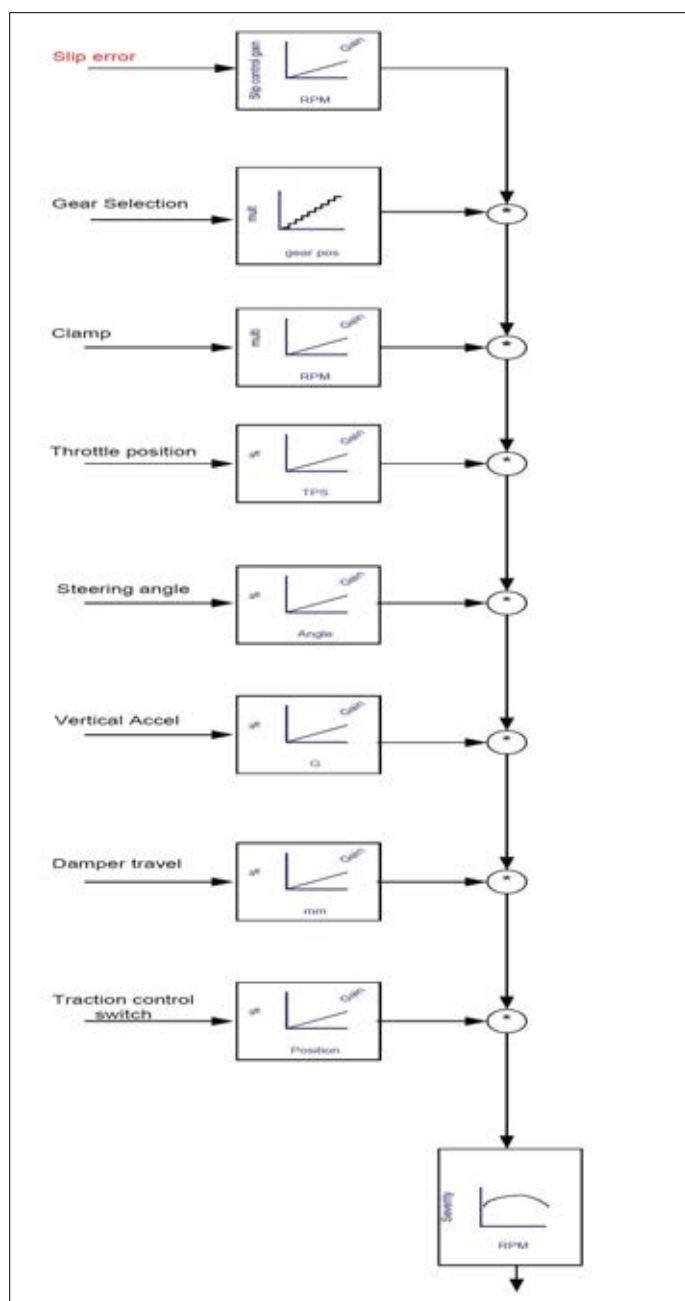 Slip error
Slip control gain
Gain
RPM
*
Gear Selection
mult
gear pos
*
Clamp
multi
Gain
RPM
*
Throttle position
%
Gain
TPS
*
Steering angle
%
Gain
Angle
*
Vertical Accel
%
Gain
G
*
Damper travel
%
Gain
mm
*
Traction control
switch
%
Gain
Position
*
Severity
RPM